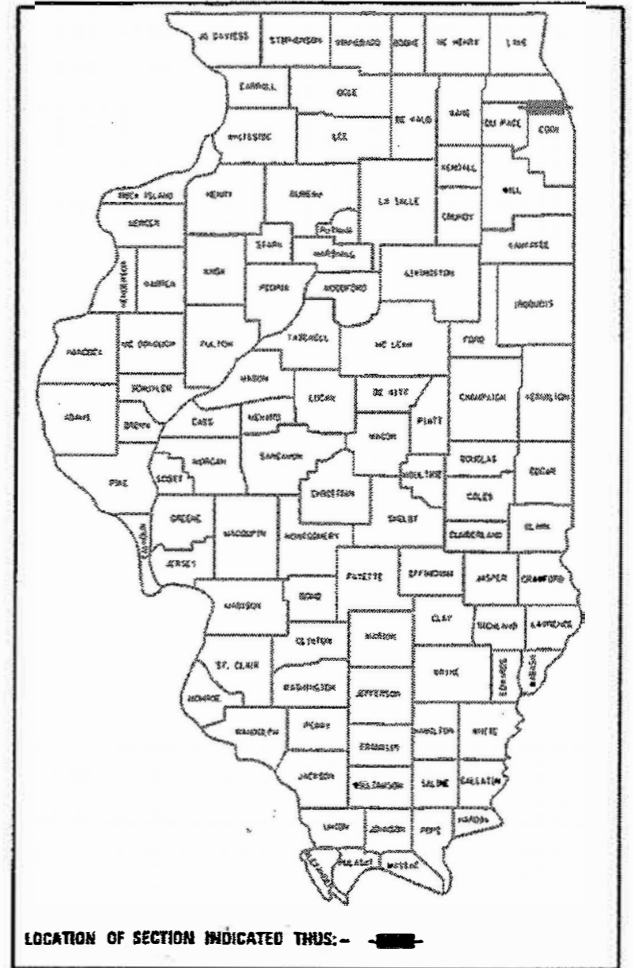 JO DAVIESS STEPHENSON WINNEBAGO BOONE MC HENRY LAKE
CARROLL OGLE
DE KALB KANE DU PAGE COOK
WHITESIDE LEE
KENDALL
ROCK ISLAND HENRY BUREAU LA SALLE GRUNDY WILL
MERCER
PUTNAM
STARK MARSHALL KANKAKEE
HENDERSON WARREN KNOX PEORIA WOODFORD LIVINGSTON
IROQUOIS
HANCOCK MC DONOUGH FULTON TAZEWELL MC LEAN FORD
MASON
SCHUYLER LOGAN DE WITT CHAMPAIGN VERMILION
ADAMS BROWN CASS MENARD PIATT
MACON
MORGAN SANGAMON DOUGLAS EDGAR
PIKE SCOTT MOULTRIE
CHRISTIAN COLES
GREENE MACOUPIN MONTGOMERY SHELBY CLARK
CUMBERLAND
CALHOUN JERSEY
FAYETTE EFFINGHAM JASPER CRAWFORD
MADISON BOND
CLAY RICHLAND LAWRENCE
CLINTON MARION
ST. CLAIR WAYNE EDWARDS WABASH
WASHINGTON JEFFERSON
MONROE
RANDOLPH PERRY HAMILTON WHITE
FRANKLIN
JACKSON WILLIAMSON SALINE GALLATIN
UNION JOHNSON POPE HARDIN
ALEXANDER PULASKI MASSAC
LOCATION OF SECTION INDICATED THUS:-